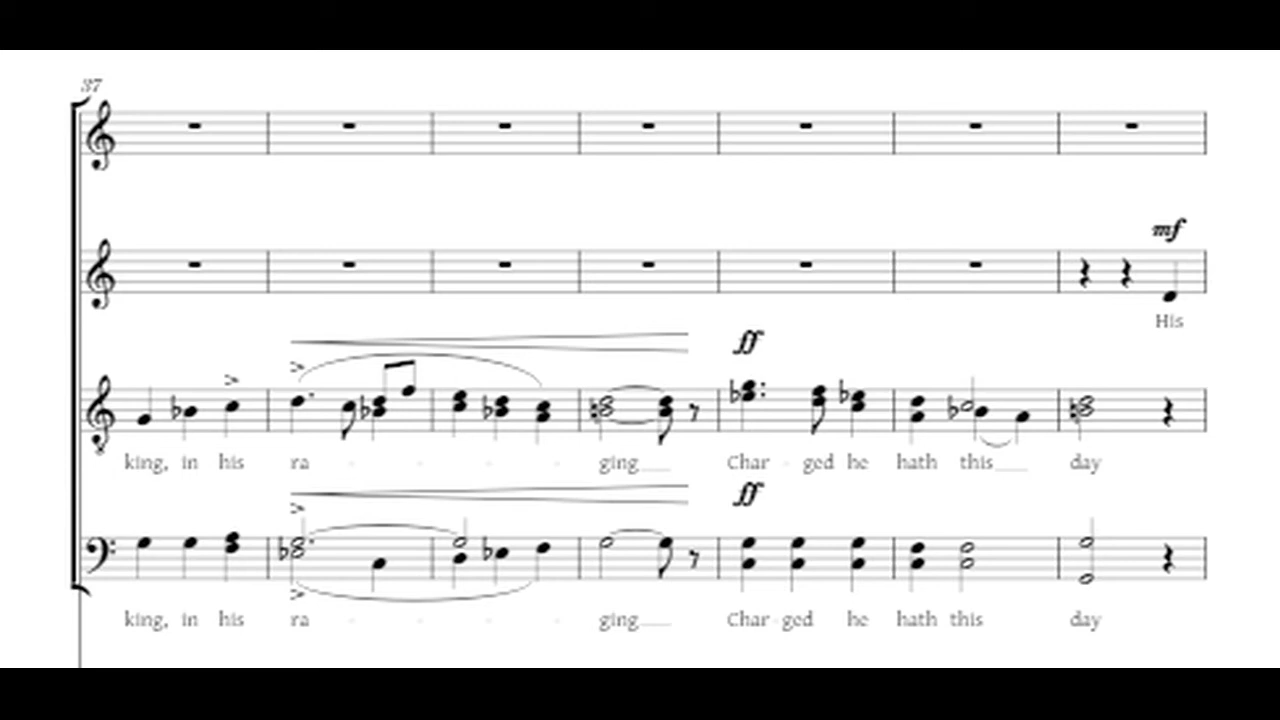 37
mf
His
ff
king, in his ra - - - - ging Char - ged he hath this day
ff
king, in his ra - - - - ging Char - ged he hath this day